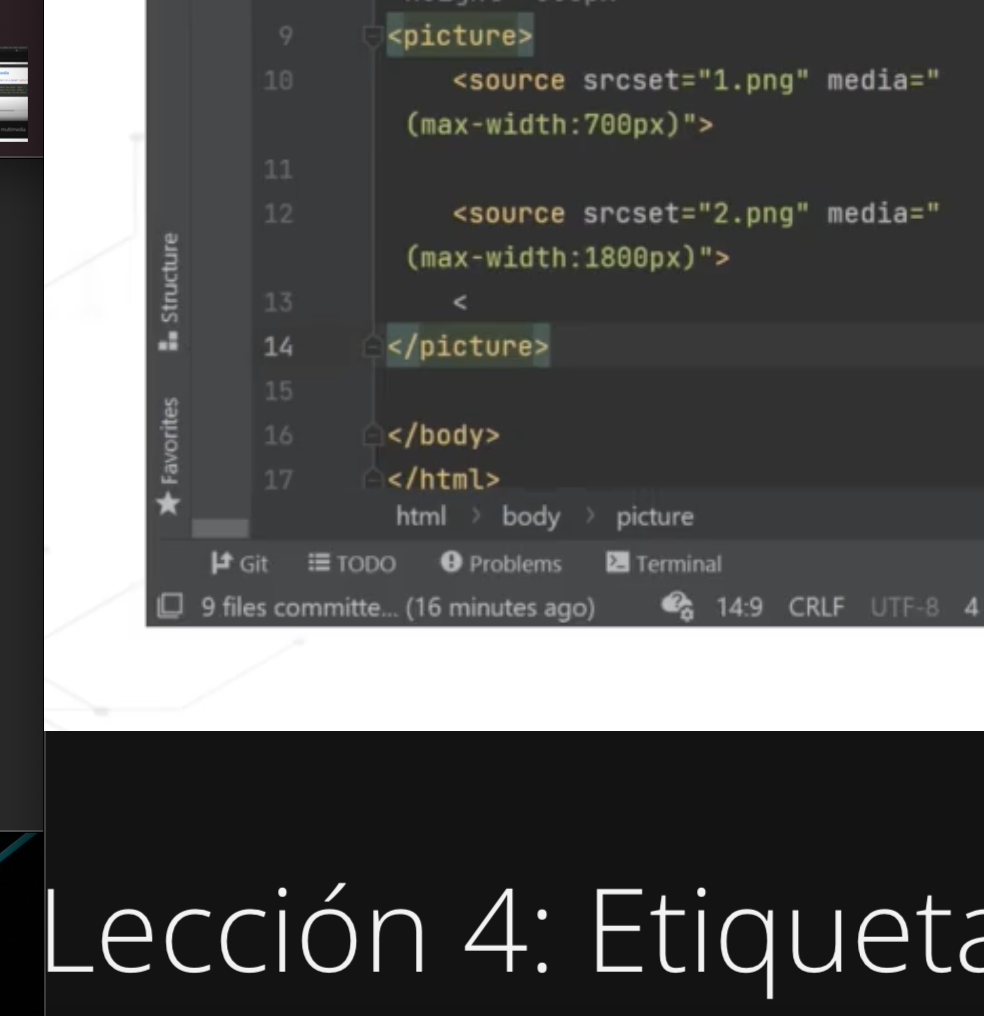 9 <picture>
10 <source srcset="1.png" media="
(max-width:700px)">
11
12 <source srcset="2.png" media="
(max-width:1800px)">
13 <
14 </picture>
15
16 </body>
17 </html>
html > body > picture
Structure
Favorites
Git TODO Problems Terminal
9 files committe... (16 minutes ago) 14:9 CRLF UTF-8 4
Lección 4: Etiqueta